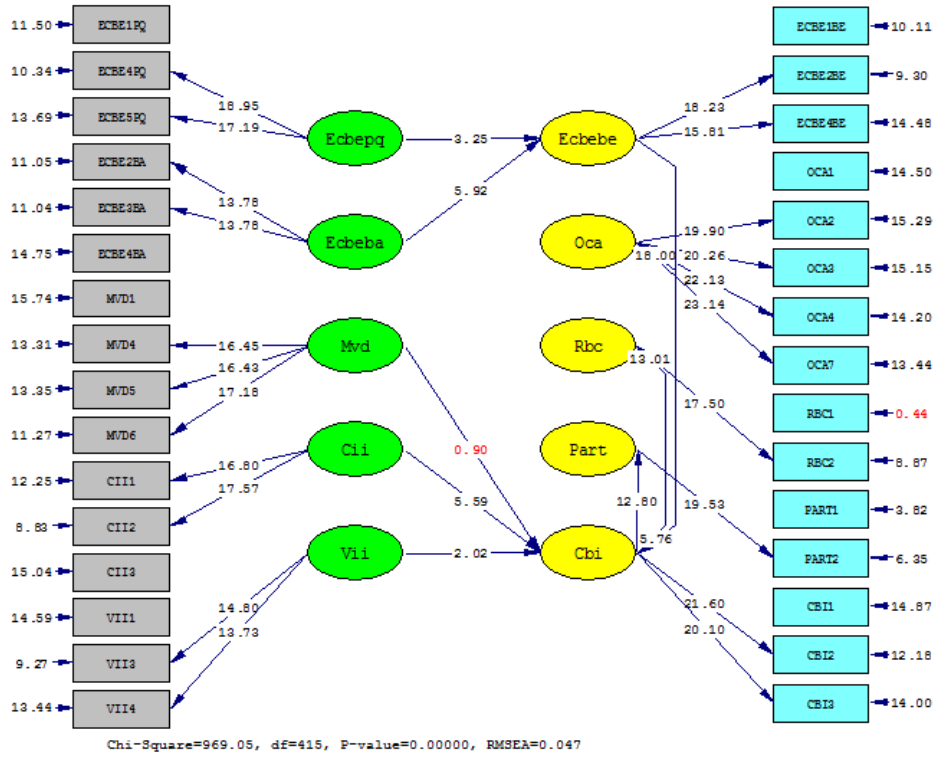 11.50 ECBE1PQ
10.34 ECBE4PQ
13.69 ECBE5PQ
11.05 ECBE2BA
11.04 ECBE3BA
14.75 ECBE4BA
15.74 MVD1
13.31 MVD4
13.35 MVD5
11.27 MVD6
12.25 CII1
8.83 CII2
15.04 CII3
14.59 VII1
9.27 VII3
13.44 VII4
18.95
17.19
13.78
13.78
16.45
16.43
17.18
16.80
17.57
14.80
13.73
Ecbepq
Ecbeba
Mvd
Cii
Vii
3.25
5.92
0.90
5.59
2.02
Ecbebe
Oca
Rbc
Part
Cbi
18.23
15.81
19.90
18.00
20.26
22.13
23.14
13.01
17.50
12.80
19.53
5.76
21.60
20.10
ECBE1BE 10.11
ECBE2BE 9.30
ECBE4BE 14.48
OCA1 14.50
OCA2 15.29
OCA3 15.15
OCA4 14.20
OCA7 13.44
RBC1 0.44
RBC2 8.87
PART1 3.82
PART2 6.35
CBI1 14.87
CBI2 12.18
CBI3 14.00
Chi-Square=969.05, df=415, P-value=0.00000, RMSEA=0.047